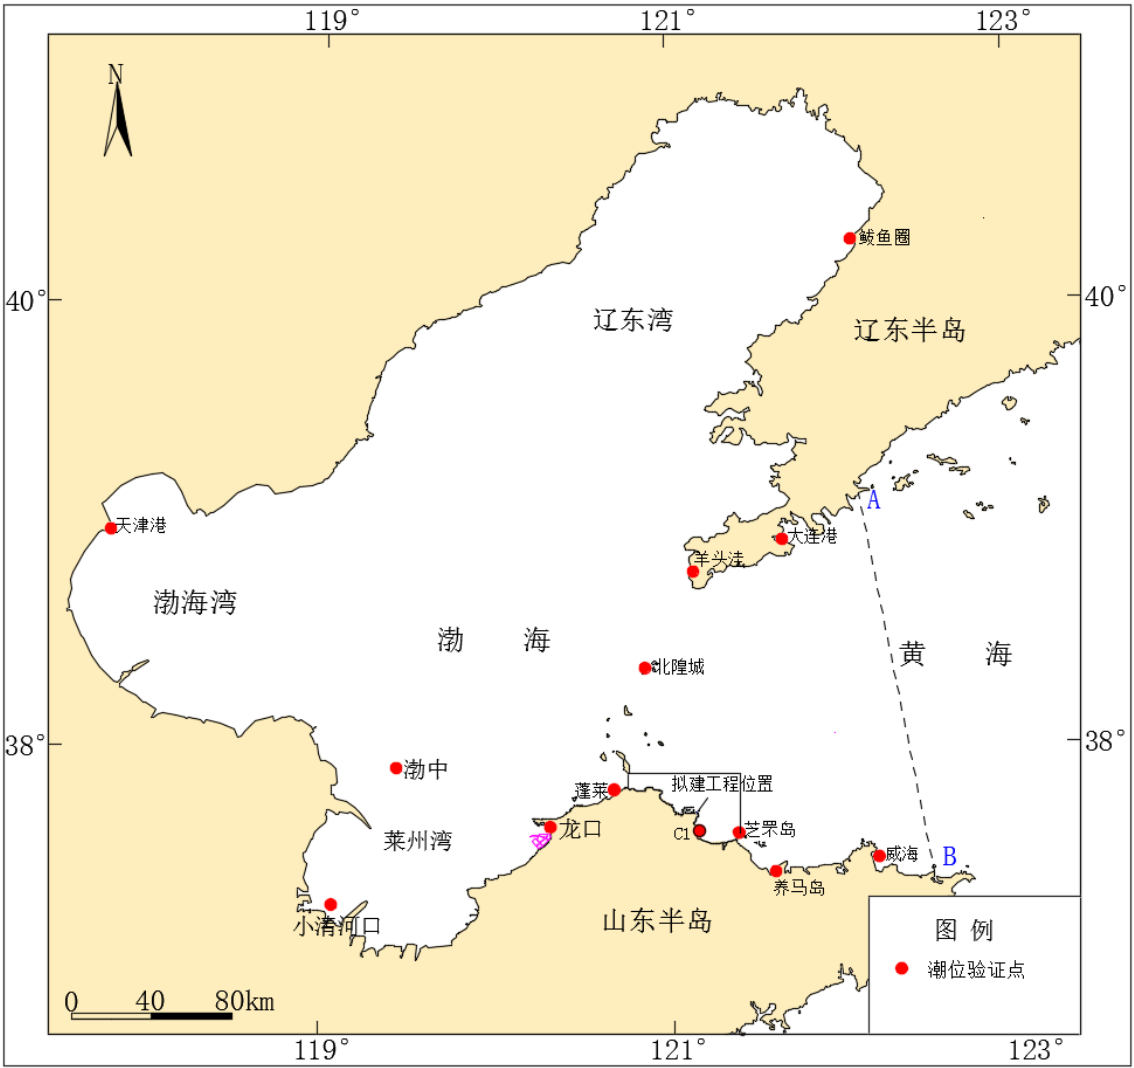 119° 121° 123°
N
鲅鱼圈
40° 40°
辽东湾 辽东半岛
A
天津港 大连港
羊头洼
渤海湾
渤 海 黄 海
北隍城
38° 38°
渤中 拟建工程位置
蓬莱
龙口 C1 芝罘岛
莱州湾 威海 B
养马岛
小清河口 山东半岛
图 例
潮位验证点
0 40 80km
119° 121° 123°